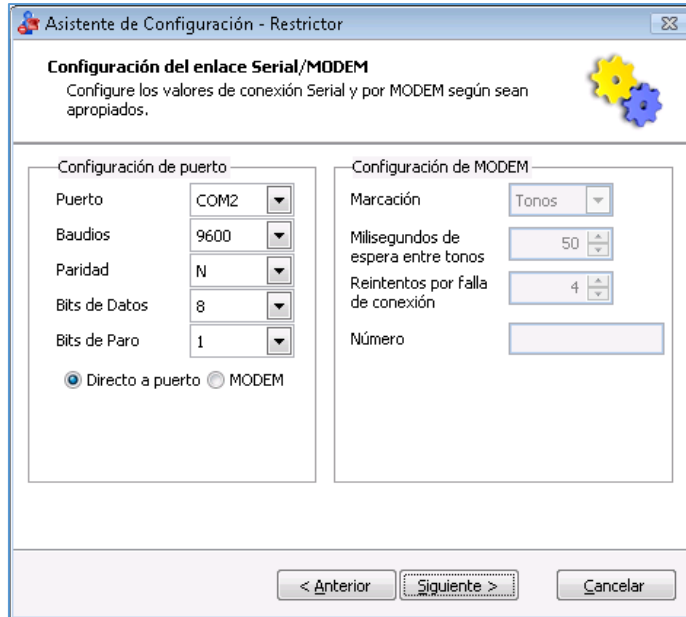 Asistente de Configuración - Restrictor
Configuración del enlace Serial/MODEM
Configure los valores de conexión Serial y por MODEM según sean
apropiados.
Configuración de puerto
Puerto COM2
Baudios 9600
Paridad N
Bits de Datos 8
Bits de Paro 1
Directo a puerto MODEM
Configuración de MODEM
Marcación Tonos
Milisegundos de
espera entre tonos 50
Reintentos por falla
de conexión 4
Número
< Anterior Siguiente > Cancelar